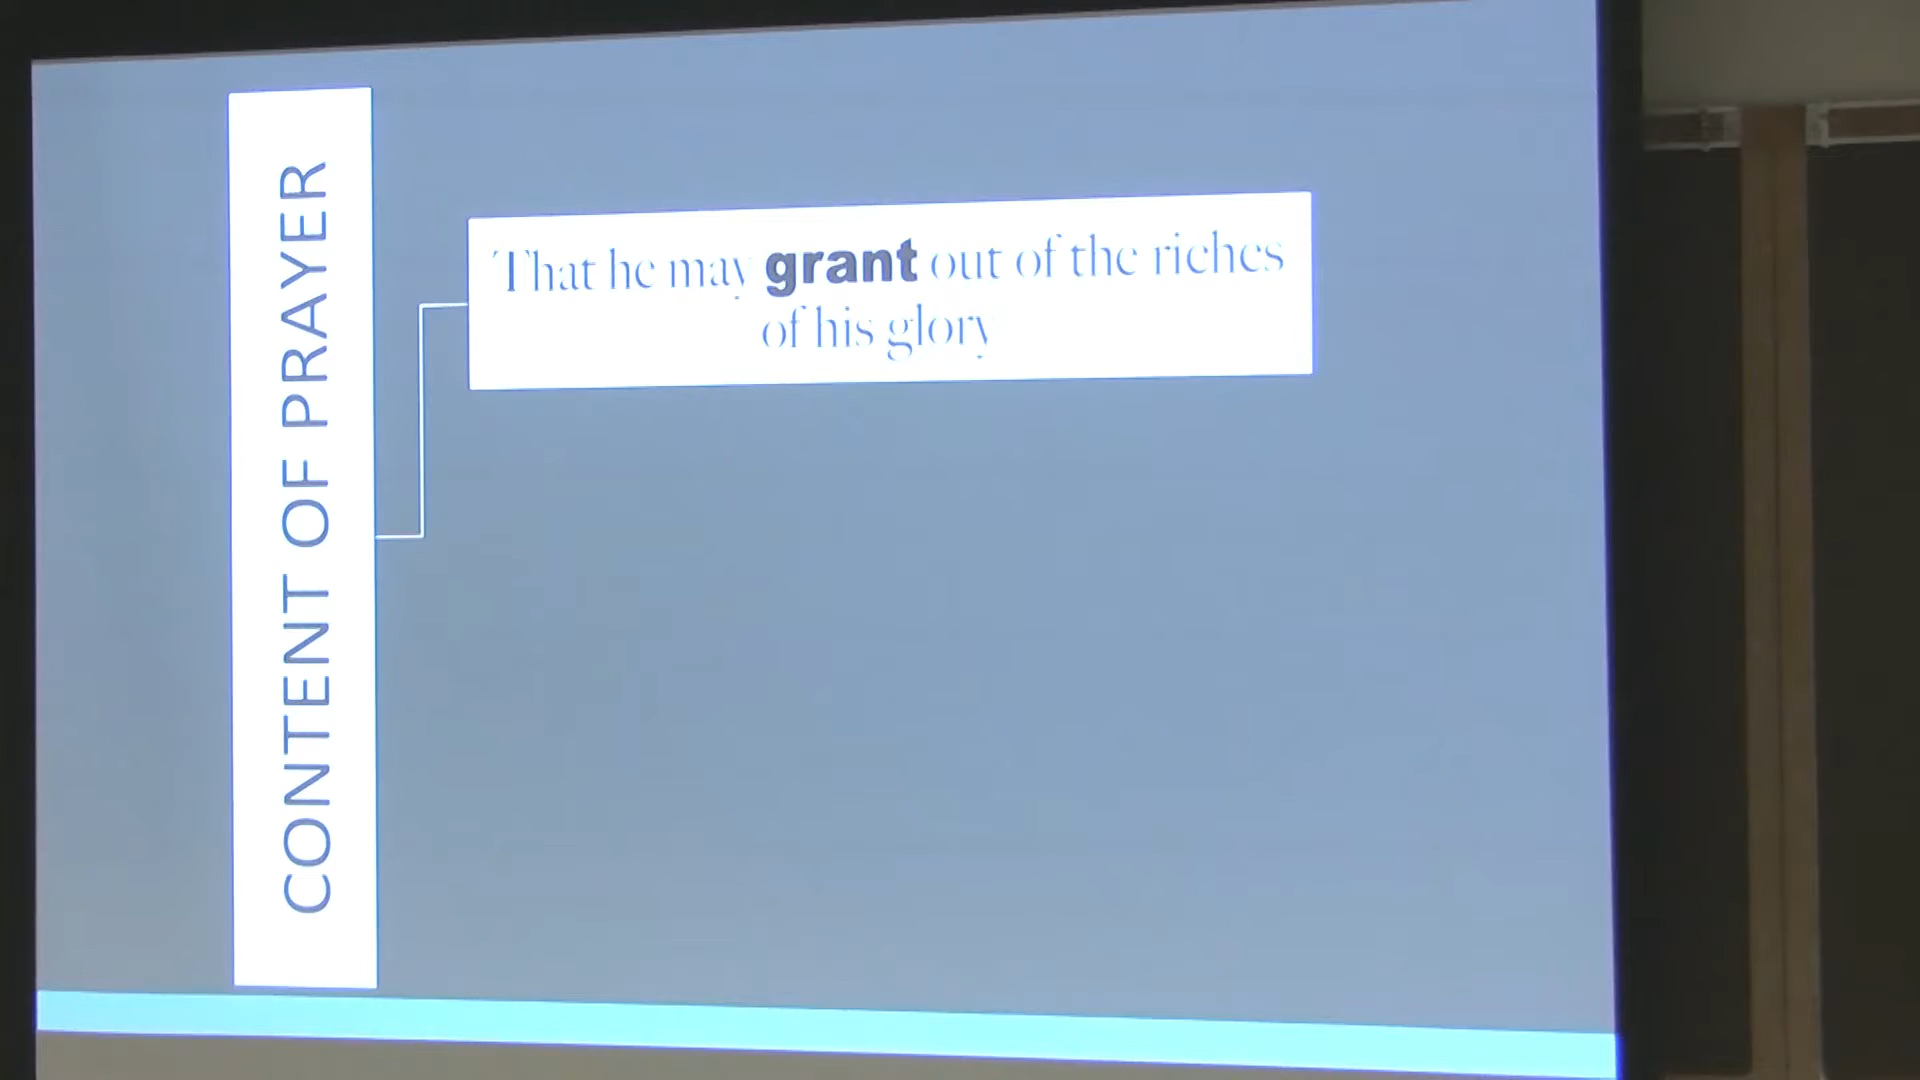 CONTENT OF PRAYER
That he may grant out of the riches
of his glory